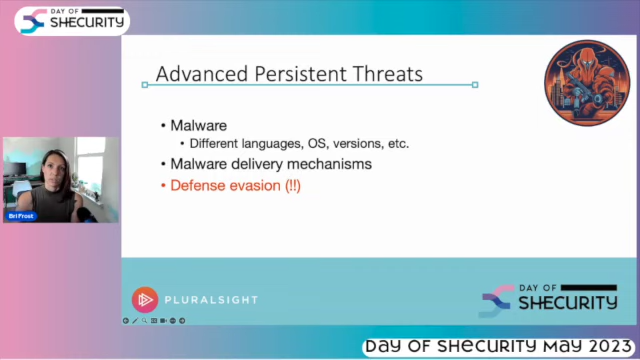 DAY OF
SHECURITY
Advanced Persistent Threats
• Malware
• Different languages, OS, versions, etc.
• Malware delivery mechanisms
• Defense evasion (!!)
Bri Frost
PLURALSIGHT
DAY OF
SHECURITY
DAY OF SHECURITY MAY 2023